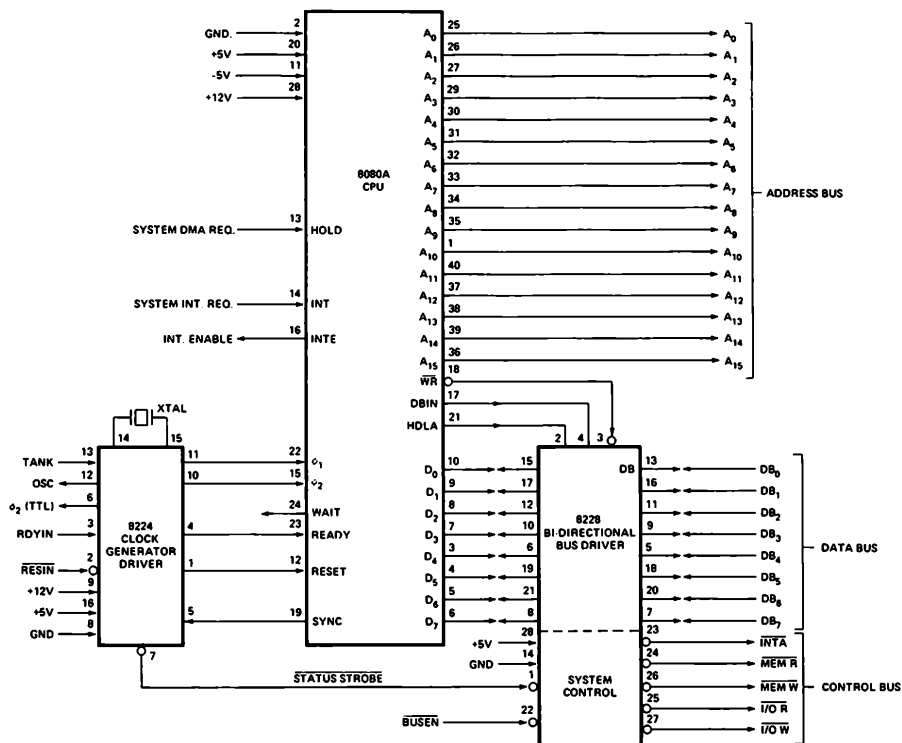 2
GND.
20
+5V
11
-5V
28
+12V
8080A
CPU
25
A0 A0
26
A1 A1
27
A2 A2
29
A3 A3
30
A4 A4
31
A5 A5
32
A6 A6
33
A7 A7
34
A8 A8
35
A9 A9
1
A10 A10
40
A11 A11
37
A12 A12
38
A13 A13
39
A14 A14
36
A15 A15
ADDRESS BUS
SYSTEM DMA REQ. 13 HOLD
SYSTEM INT. REQ. 14 INT
INT. ENABLE 16 INTE
18
WR
17
DBIN
21
HDLA
2 4 3
XTAL
14 15
13
TANK
12
OSC
6
ϕ2 (TTL)
3
RDYIN
2
RESIN
9
+12V
16
+5V
8
GND
8224
CLOCK
GENERATOR
DRIVER
11 22 ϕ1
10 15 ϕ2
24 WAIT
4 23 READY
1 12 RESET
5 19 SYNC
7
STATUS STROBE
D0 10 15
D1 9 17
D2 8 12
D3 7 10
D4 3 6
D5 4 19
D6 5 21
D7 6 8
8228
BI-DIRECTIONAL
BUS DRIVER
DB 13 DB0
16 DB1
11 DB2
9 DB3
5 DB4
18 DB5
20 DB6
7 DB7
DATA BUS
28
+5V
14
GND
1
22
BUSEN
SYSTEM
CONTROL
23 INTA
24 MEM R
26 MEM W
25 I/O R
27 I/O W
CONTROL BUS